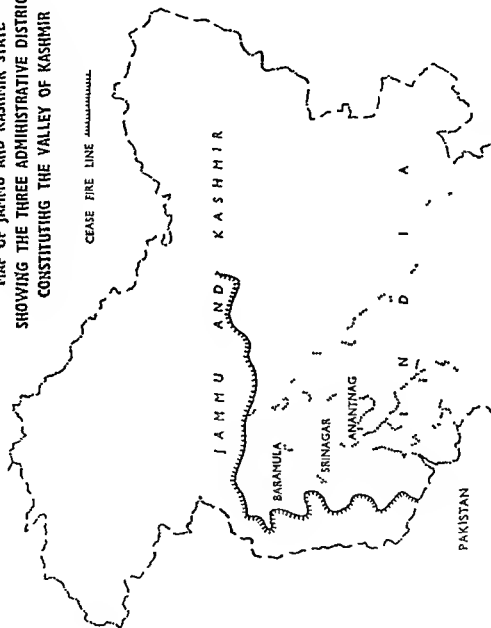 MAP OF JAMMU AND KASHMIR STATE
SHOWING THE THREE ADMINISTRATIVE
CONSTITUTING THE VALLEY OF KASHMIR
CEASE FIRE LINE
JAMMU AND KASHMIR
BARAMULA
SRINAGAR
ANANTNAG
INDIA
PAKISTAN